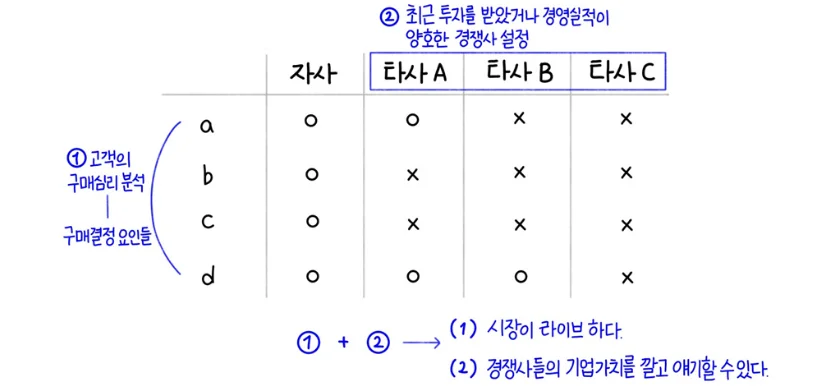 ② 최근 투자를 받았거나 경영실적이
양호한 경쟁사 설정
자사 타사 A 타사 B 타사 C
a o o x x
① 고객의
구매심리 분석
b o x x x
c o x x x
구매결정 요인들
d o o o x
① + ② → (1) 시장이 라이브 하다.
(2) 경쟁사들의 기업가치를 깔고 얘기할 수 있다.